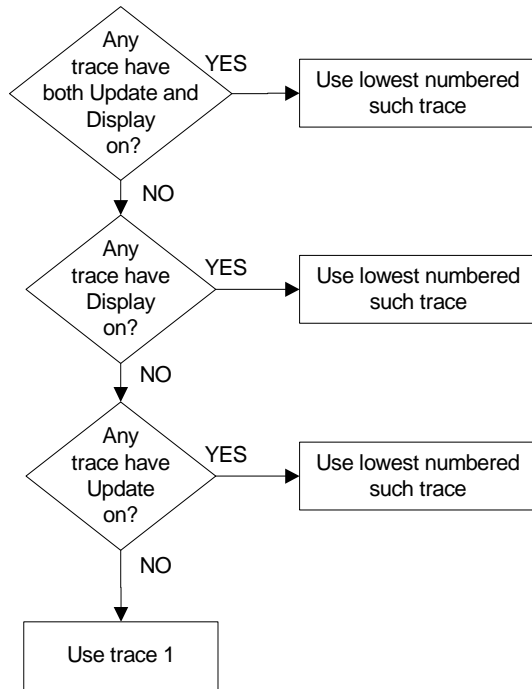 Any
trace have
both Update and
Display
on?
YES
Use lowest numbered
such trace
NO
Any
trace have
Display
on?
YES
Use lowest numbered
such trace
NO
Any
trace have
Update
on?
YES
Use lowest numbered
such trace
NO
Use trace 1